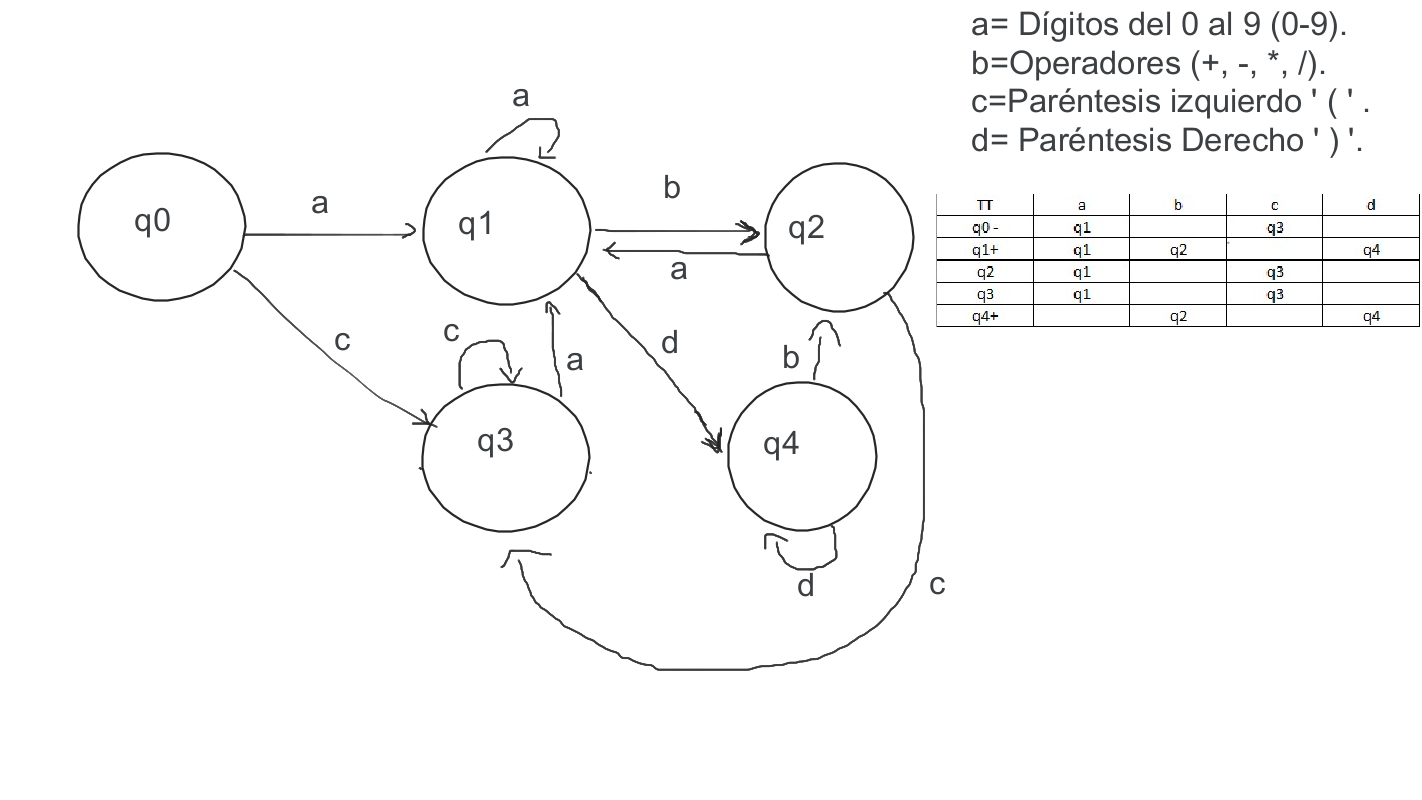 a= Dígitos del 0 al 9 (0-9).
b=Operadores (+, -, *, /).
c=Paréntesis izquierdo ' ( ' .
d= Paréntesis Derecho ' ) '.
a
b
a
q0
q1
q2
a
c
c
a
d
b
q3
q4
d
c
TT a b c d
q0 - q1 q3
q1+ q1 q2 q4
q2 q1 q3
q3 q1 q3
q4+ q2 q4